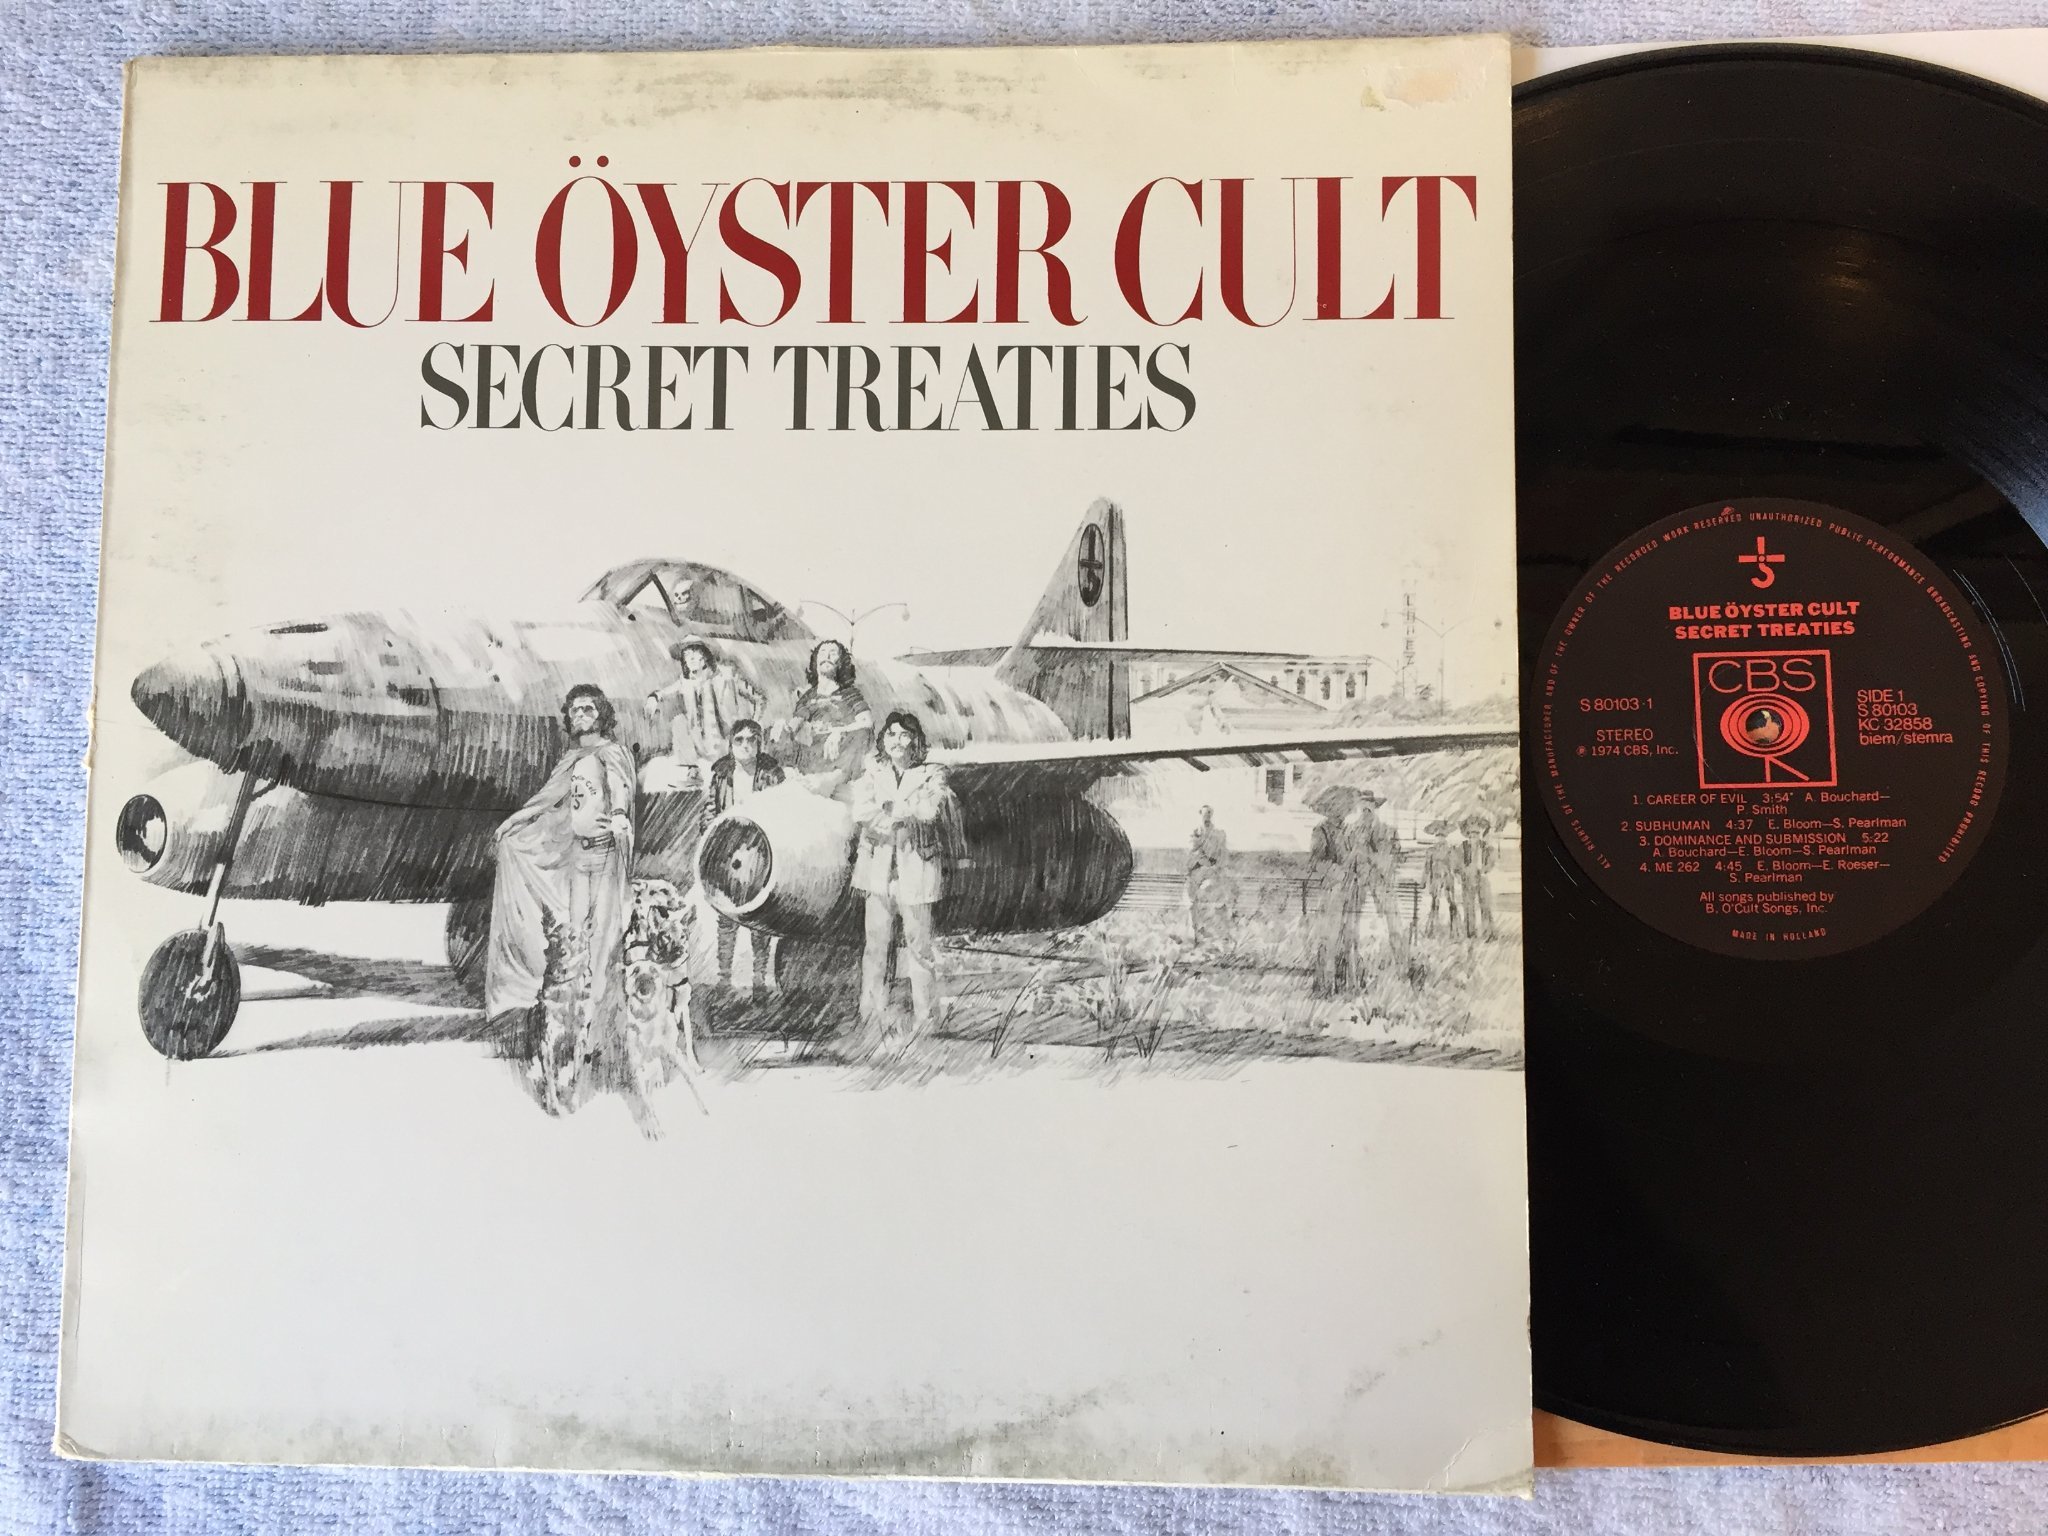 BLUE ÖYSTER CULT
SECRET TREATIES
ALL RIGHTS OF THE MANUFACTURER AND OF THE OWNER OF THE RECORDED WORK RESERVED UNAUTHORIZED PUBLIC PERFORMANCE BROADCASTING AND COPYING OF THIS RECORD PROHIBITED
BLUE ÖYSTER CULT
SECRET TREATIES
CBS
S 80103-1
STEREO
℗ 1974 CBS, Inc.
SIDE 1
S 80103
KC 32858
biem/stemra
1. CAREER OF EVIL 3:54" A. Bouchard—
P. Smith
2. SUBHUMAN 4:37 E. Bloom—S. Pearlman
3. DOMINANCE AND SUBMISSION 5:22
A. Bouchard—E. Bloom—S. Pearlman
4. ME 262 4:45 E. Bloom—E. Roeser—
S. Pearlman
All songs published by
B. O'Cult Songs, Inc.
MADE IN HOLLAND